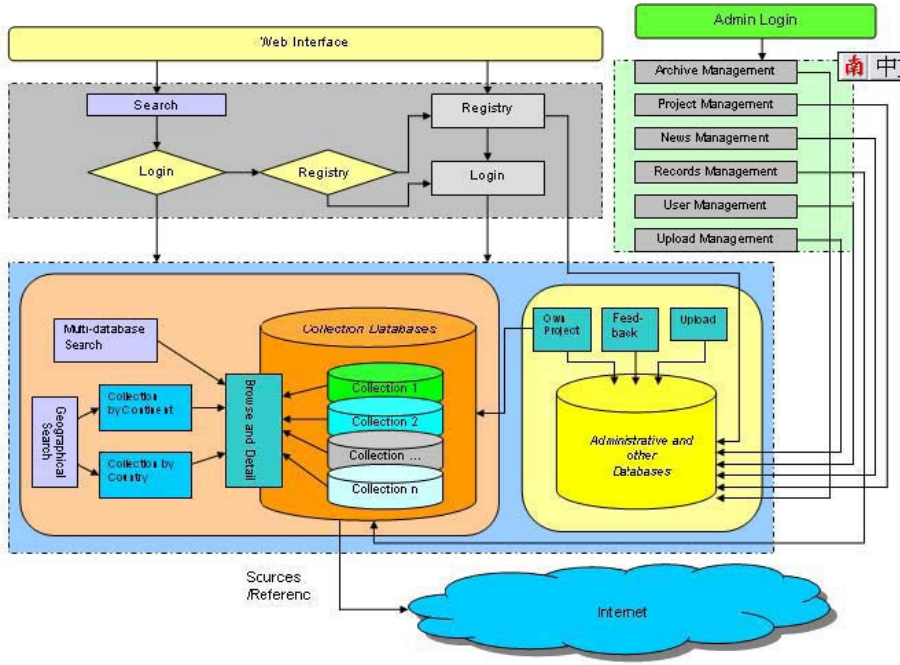 Admin Login
Web Interface
Archive Management
南 中
Search
Registry
Project Management
News Management
Login
Registry
Login
Records Management
User Management
Upload Management
Collection Databases
Own
Project
Feed-
back
Upload
Multi-database
Search
Geographical
Search
Collection
by Continent
Collection by
Country
Browse and Detail
Collection 1
Collection 2
Collection ...
Collection n
Administrative and
other
Databases
Sources
/Referenc
Internet